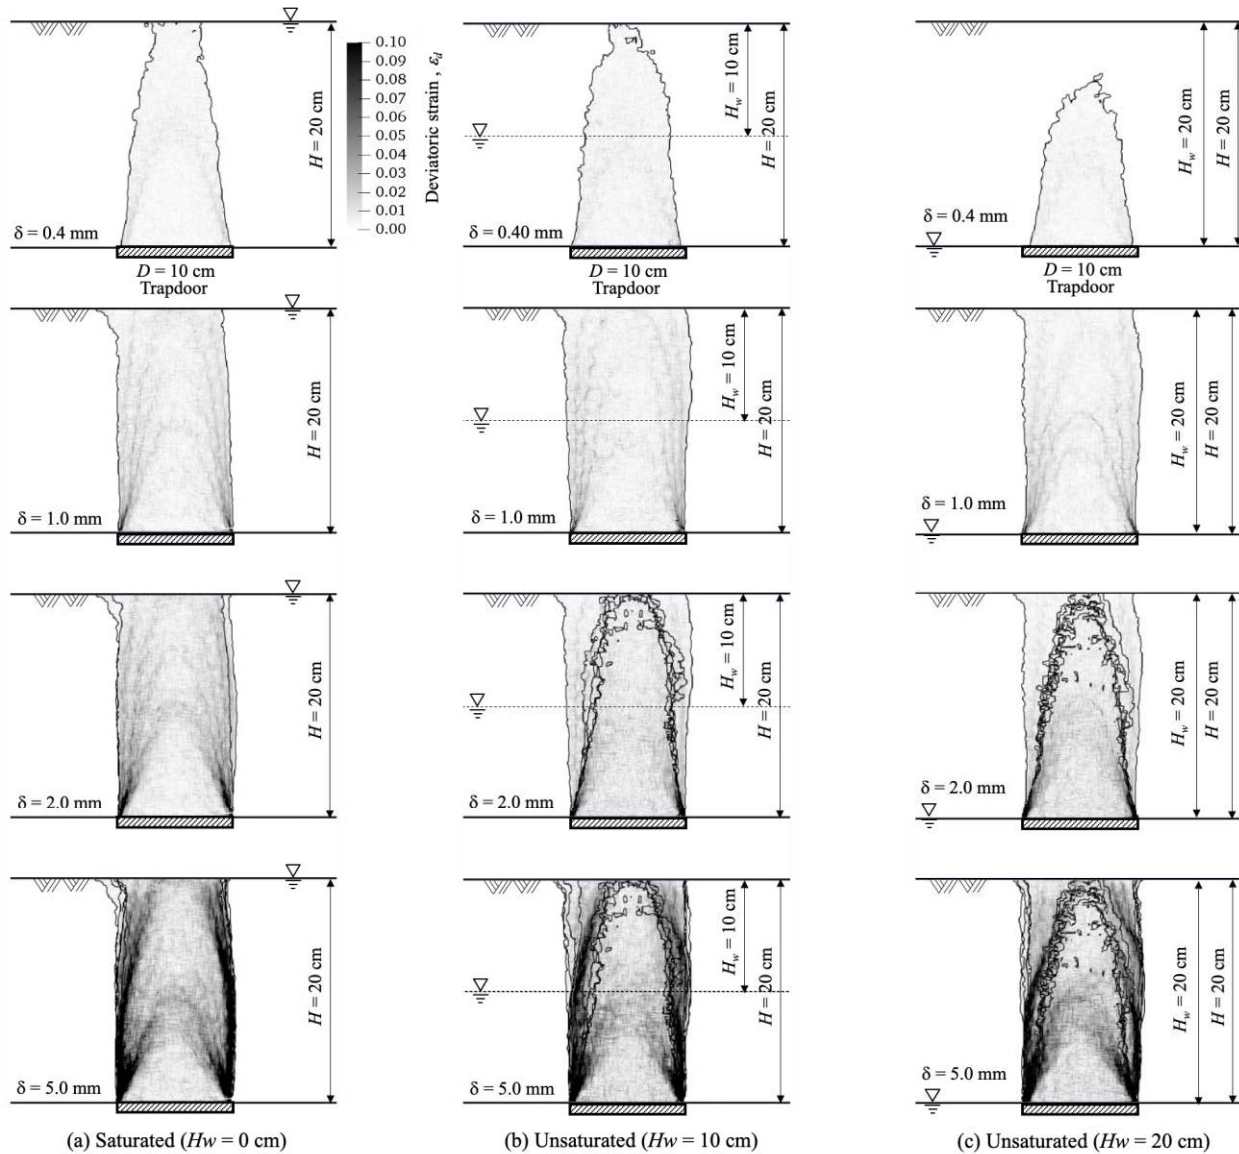 0.10
0.09
0.08
0.07
0.06
0.05
0.04
0.03
0.02
0.01
0.00
Deviatoric strain , εd
H = 20 cm
δ = 0.4 mm
D = 10 cm
Trapdoor
Hw = 10 cm
H = 20 cm
δ = 0.40 mm
D = 10 cm
Trapdoor
Hw = 20 cm
H = 20 cm
δ = 0.4 mm
D = 10 cm
Trapdoor
H = 20 cm
δ = 1.0 mm
Hw = 10 cm
H = 20 cm
δ = 1.0 mm
Hw = 20 cm
H = 20 cm
δ = 1.0 mm
H = 20 cm
δ = 2.0 mm
Hw = 10 cm
H = 20 cm
δ = 2.0 mm
Hw = 20 cm
H = 20 cm
δ = 2.0 mm
H = 20 cm
δ = 5.0 mm
Hw = 10 cm
H = 20 cm
δ = 5.0 mm
Hw = 20 cm
H = 20 cm
δ = 5.0 mm
(a) Saturated (Hw = 0 cm)
(b) Unsaturated (Hw = 10 cm)
(c) Unsaturated (Hw = 20 cm)